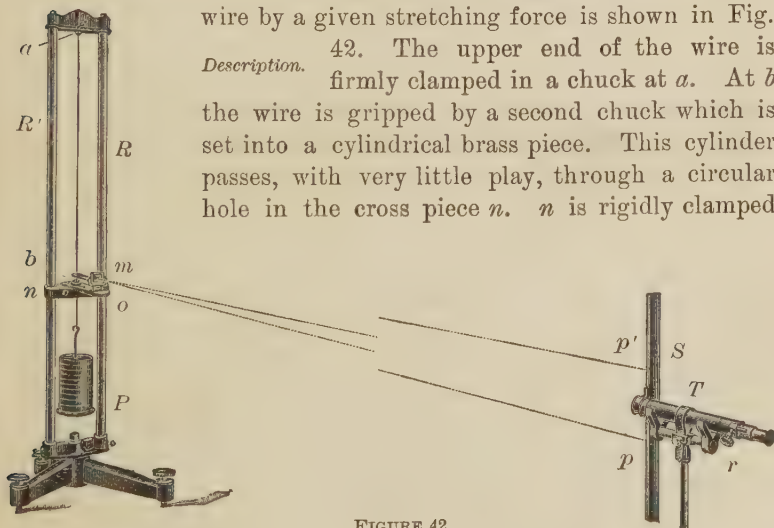 wire by a given stretching force is shown in Fig.
Description. 42. The upper end of the wire is
firmly clamped in a chuck at a. At b
the wire is gripped by a second chuck which is
set into a cylindrical brass piece. This cylinder
passes, with very little play, through a circular
hole in the cross piece n. n is rigidly clamped
a
R'
R
b
m
n
o
P
p'
S
T
p
r
FIGURE 42